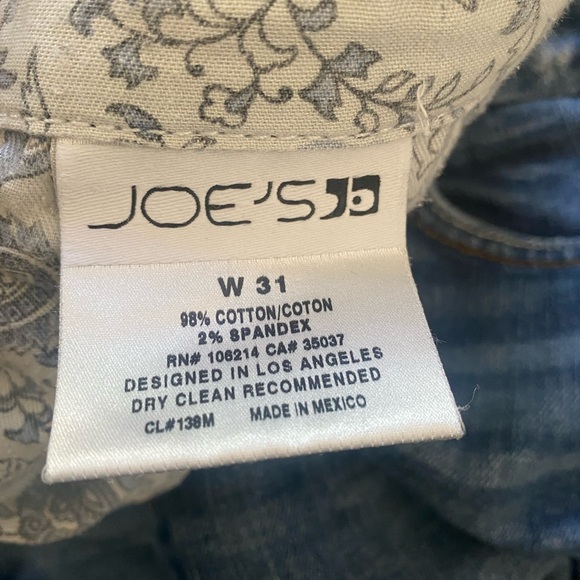 JOE'S
W 31
98% COTTON/COTON
2% SPANDEX
RN# 106214 CA# 35037
DESIGNED IN LOS ANGELES
DRY CLEAN RECOMMENDED
CL#138M MADE IN MEXICO